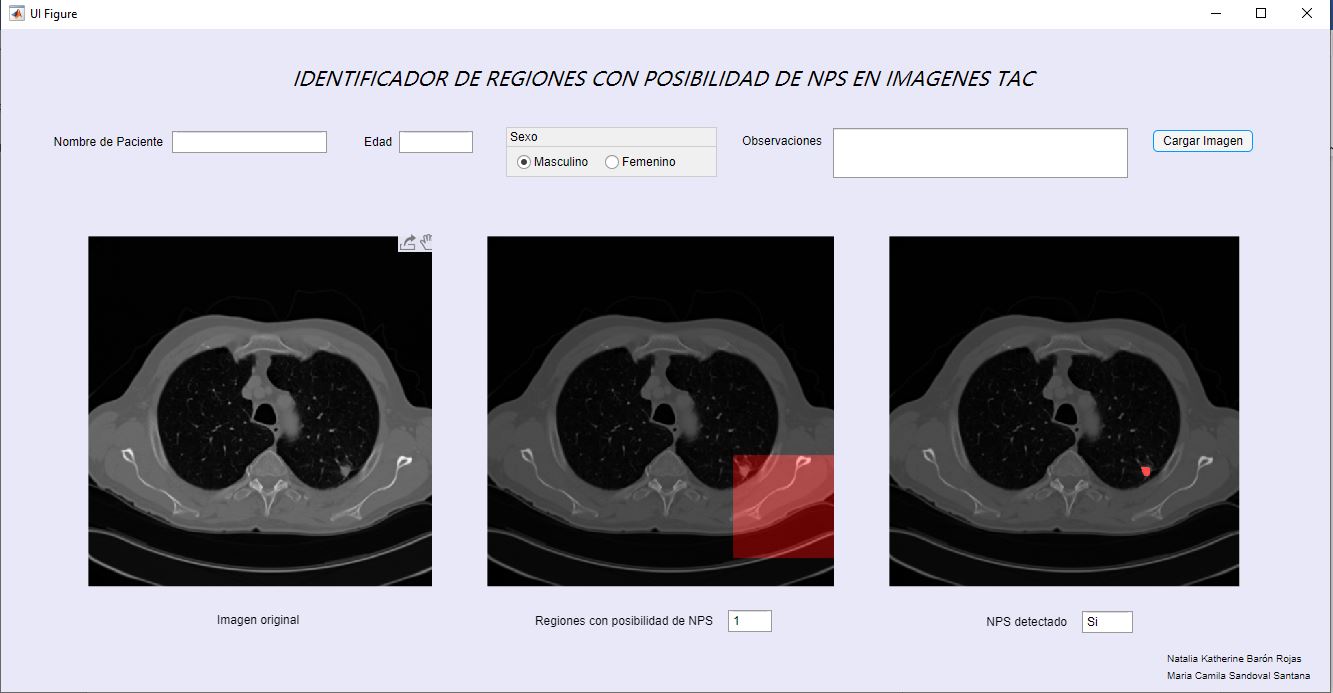 UI Figure
IDENTIFICADOR DE REGIONES CON POSIBILIDAD DE NPS EN IMAGENES TAC
Nombre de Paciente
Edad
Sexo
Masculino
Femenino
Observaciones
Cargar Imagen
Imagen original
Regiones con posibilidad de NPS 1
NPS detectado Si
Natalia Katherine Barón Rojas
Maria Camila Sandoval Santana